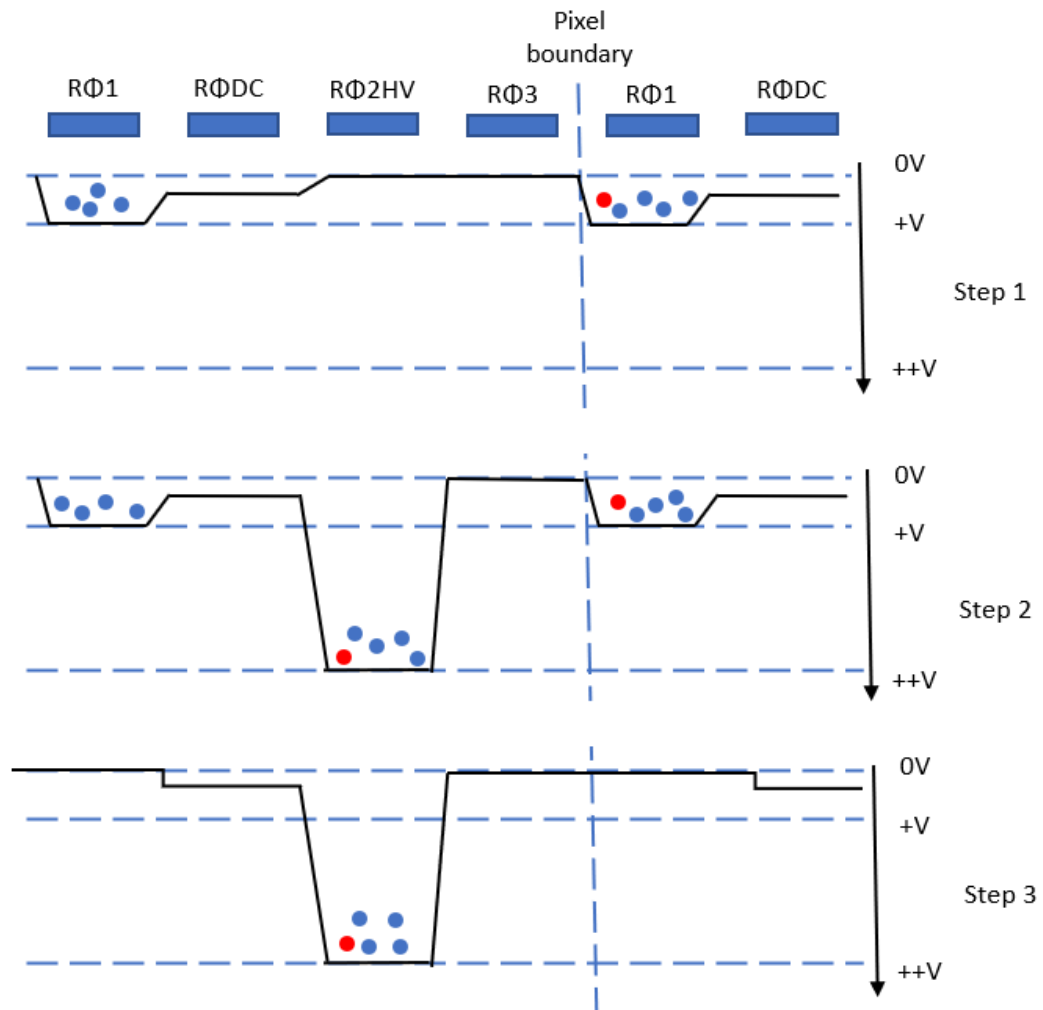 Pixel
boundary
RΦ1
RΦDC
RΦ2HV
RΦ3
RΦ1
RΦDC
0V
+V
Step 1
++V
0V
+V
Step 2
++V
0V
+V
Step 3
++V